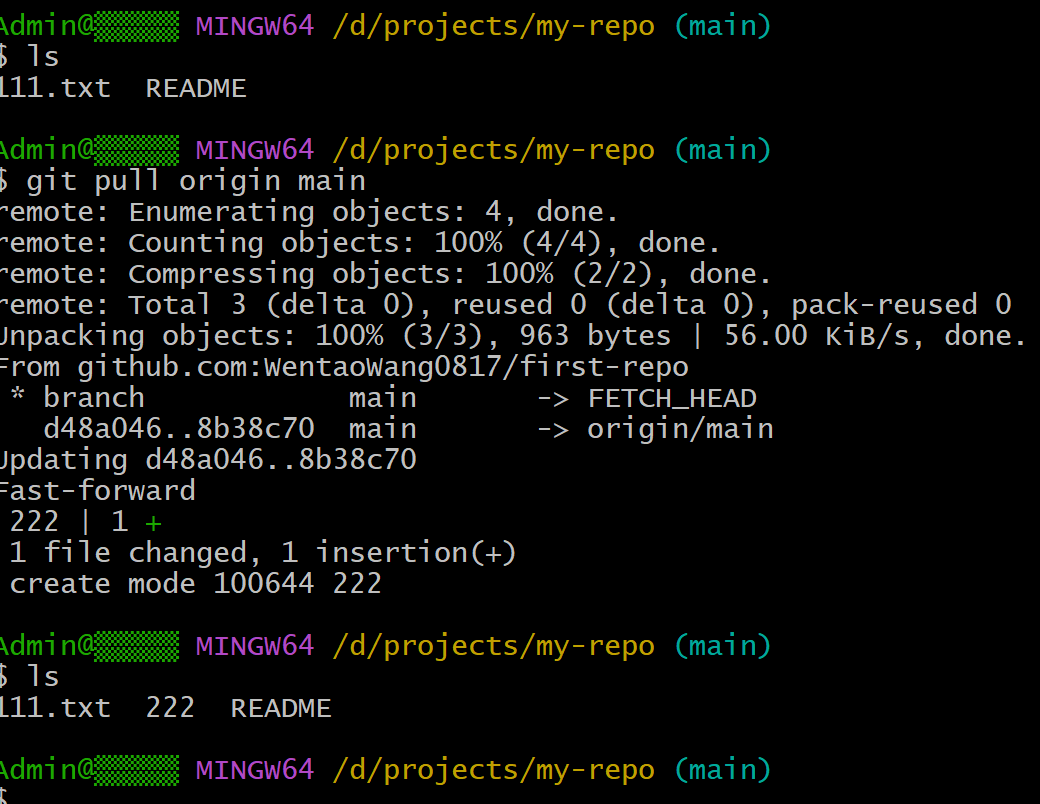 Admin@▒▒▒▒▒ MINGW64 /d/projects/my-repo (main)
$ ls
111.txt  README
Admin@▒▒▒▒▒ MINGW64 /d/projects/my-repo (main)
$ git pull origin main
remote: Enumerating objects: 4, done.
remote: Counting objects: 100% (4/4), done.
remote: Compressing objects: 100% (2/2), done.
remote: Total 3 (delta 0), reused 0 (delta 0), pack-reused 0
Unpacking objects: 100% (3/3), 963 bytes | 56.00 KiB/s, done.
From github.com:WentaoWang0817/first-repo
 * branch            main       -> FETCH_HEAD
   d48a046..8b38c70  main       -> origin/main
Updating d48a046..8b38c70
Fast-forward
 222 | 1 +
 1 file changed, 1 insertion(+)
 create mode 100644 222
Admin@▒▒▒▒▒ MINGW64 /d/projects/my-repo (main)
$ ls
111.txt  222  README
Admin@▒▒▒▒▒ MINGW64 /d/projects/my-repo (main)
$